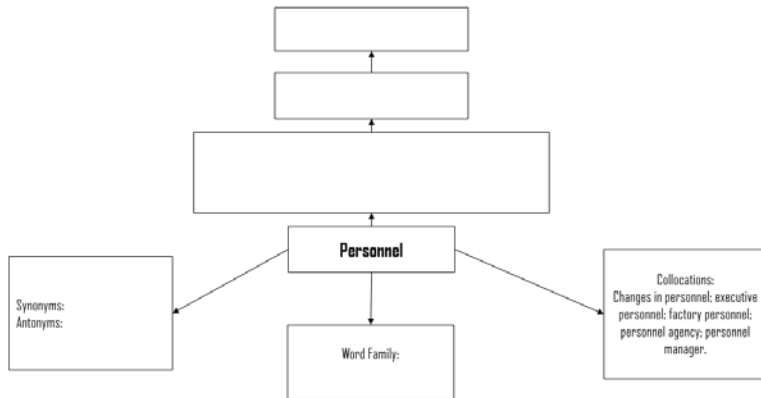 Personnel
Synonyms:
Antonyms:
Word Family:
Collocations:
Changes in personnel; executive
personnel; factory personnel;
personnel agency; personnel
manager.